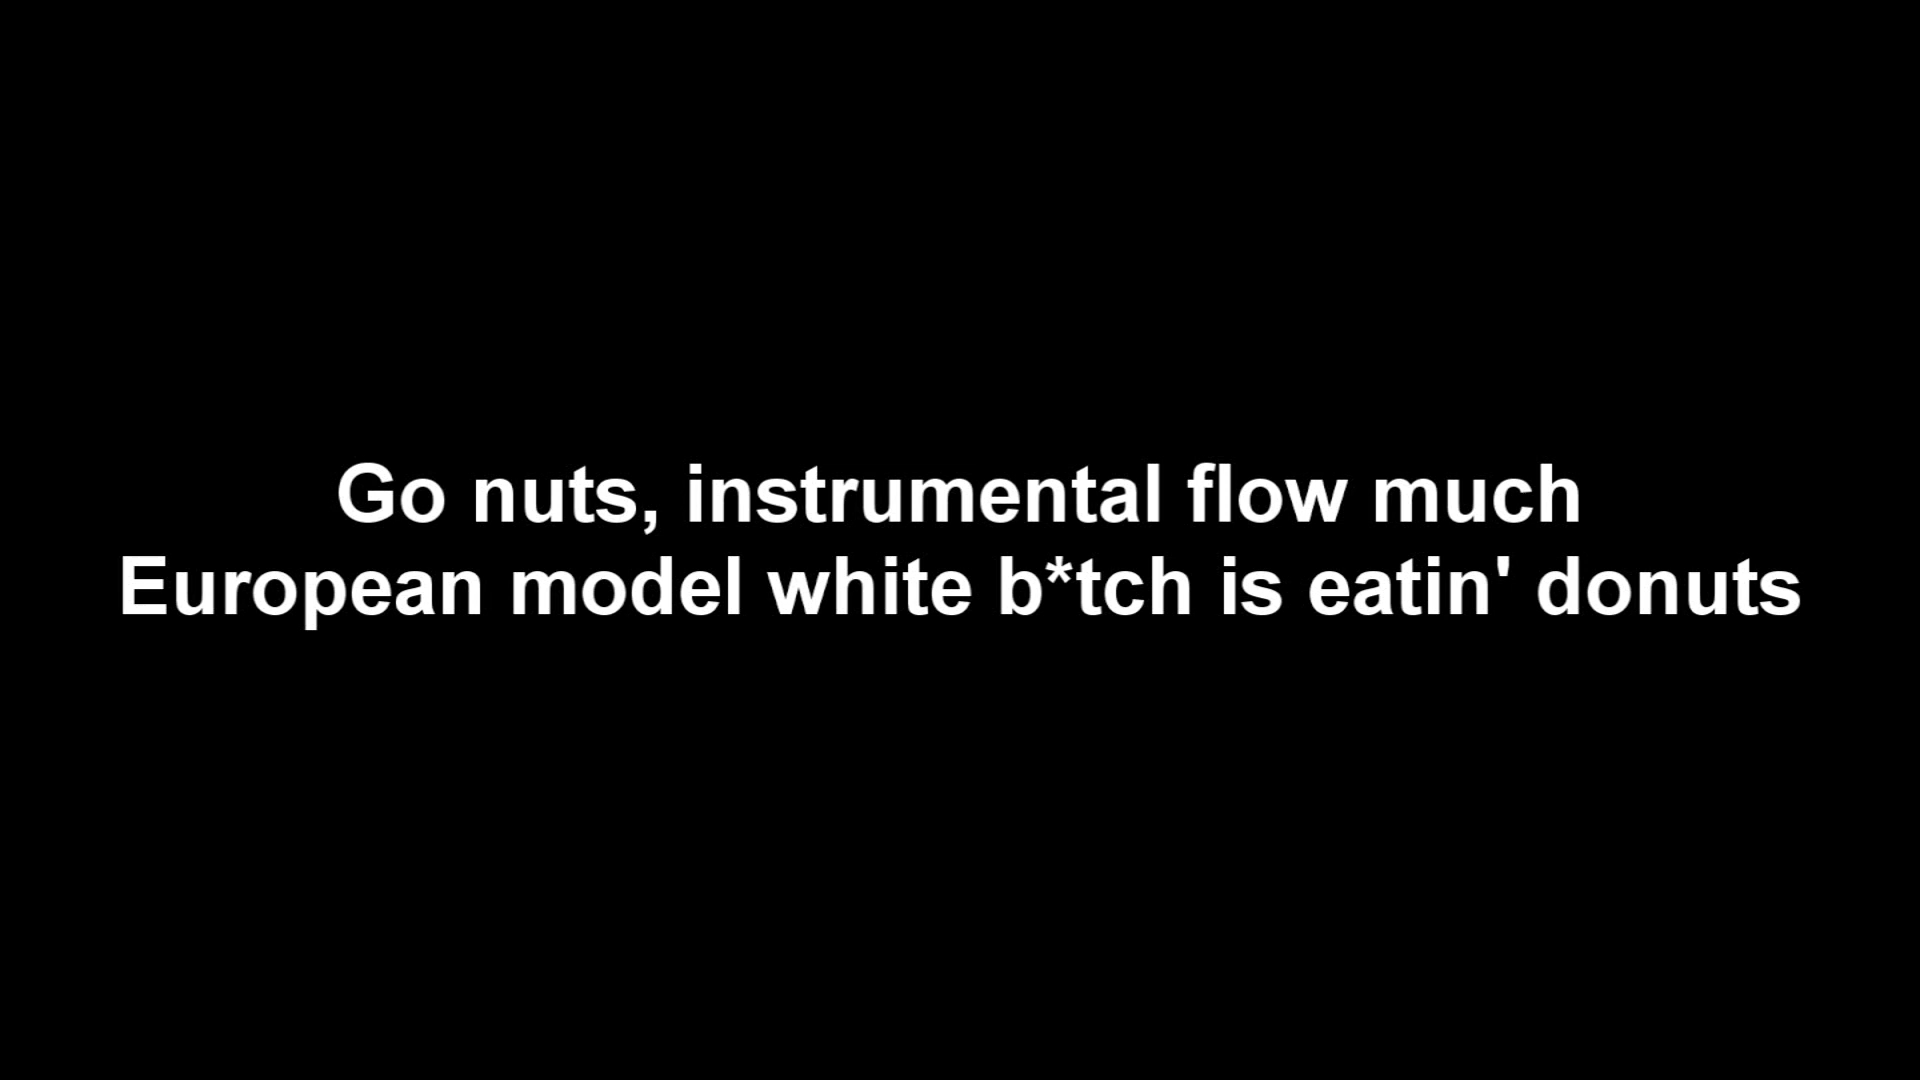 Go nuts, instrumental flow much
European model white b*tch is eatin' donuts